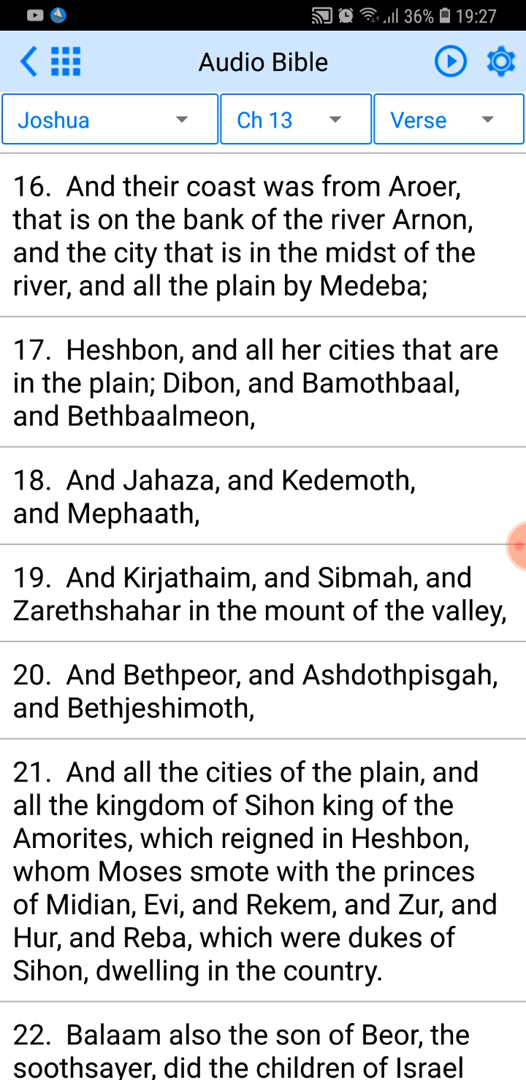 36% 19:27
Audio Bible
Joshua Ch 13 Verse
16. And their coast was from Aroer,
that is on the bank of the river Arnon,
and the city that is in the midst of the
river, and all the plain by Medeba;
17. Heshbon, and all her cities that are
in the plain; Dibon, and Bamothbaal,
and Bethbaalmeon,
18. And Jahaza, and Kedemoth,
and Mephaath,
19. And Kirjathaim, and Sibmah, and
Zarethshahar in the mount of the valley,
20. And Bethpeor, and Ashdothpisgah,
and Bethjeshimoth,
21. And all the cities of the plain, and
all the kingdom of Sihon king of the
Amorites, which reigned in Heshbon,
whom Moses smote with the princes
of Midian, Evi, and Rekem, and Zur, and
Hur, and Reba, which were dukes of
Sihon, dwelling in the country.
22. Balaam also the son of Beor, the
soothsayer, did the children of Israel